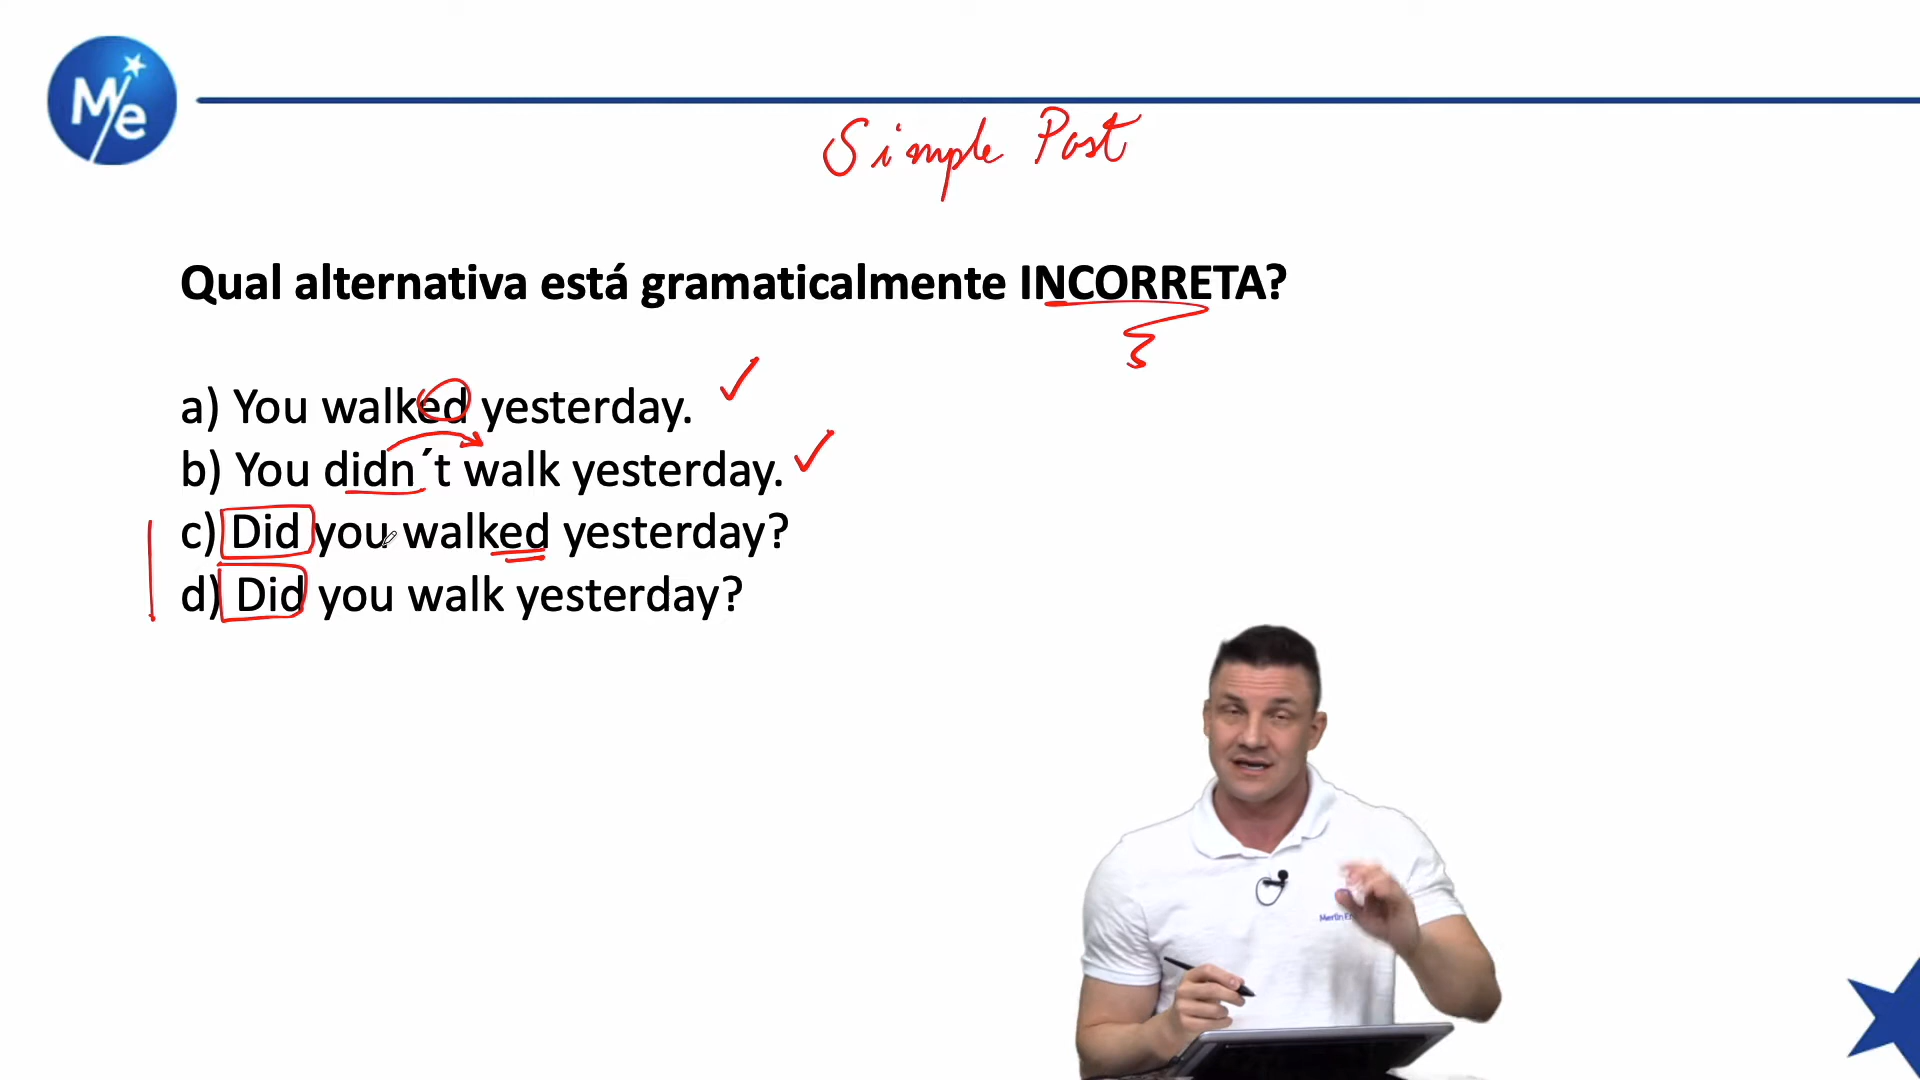 M/e
Simple Past
Qual alternativa está gramaticalmente INCORRETA?
a) You walked yesterday.
b) You didn´t walk yesterday.
c) Did you walked yesterday?
d) Did you walk yesterday?
Merlin